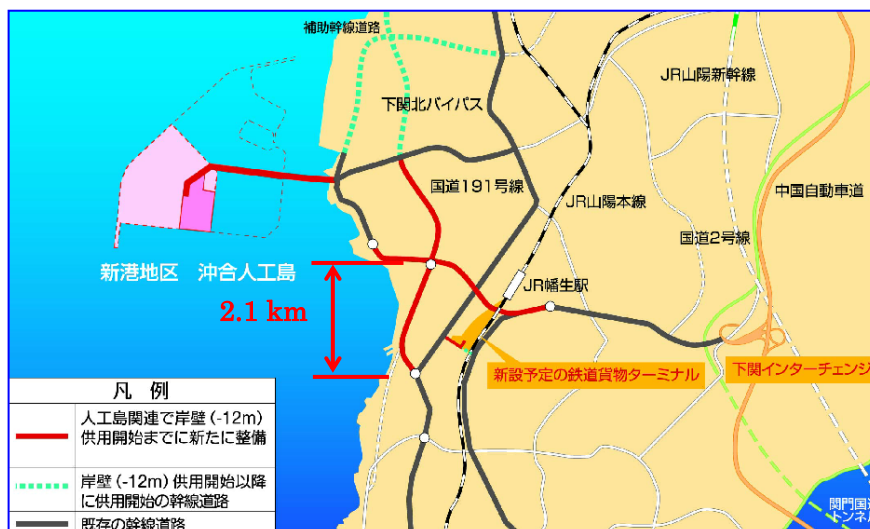 補助幹線道路
JR山陽新幹線
下関北バイパス
中国自動車道
国道191号線
JR山陽本線
国道2号線
新港地区 沖合人工島
JR幡生駅
2.1 km
新設予定の鉄道貨物ターミナル
下関インターチェンジ
凡 例
人工島関連で岸壁(-12m)
供用開始までに新たに整備
岸壁(-12m)供用開始以降
に供用開始の幹線道路
既存の幹線道路
関門国道
トンネル